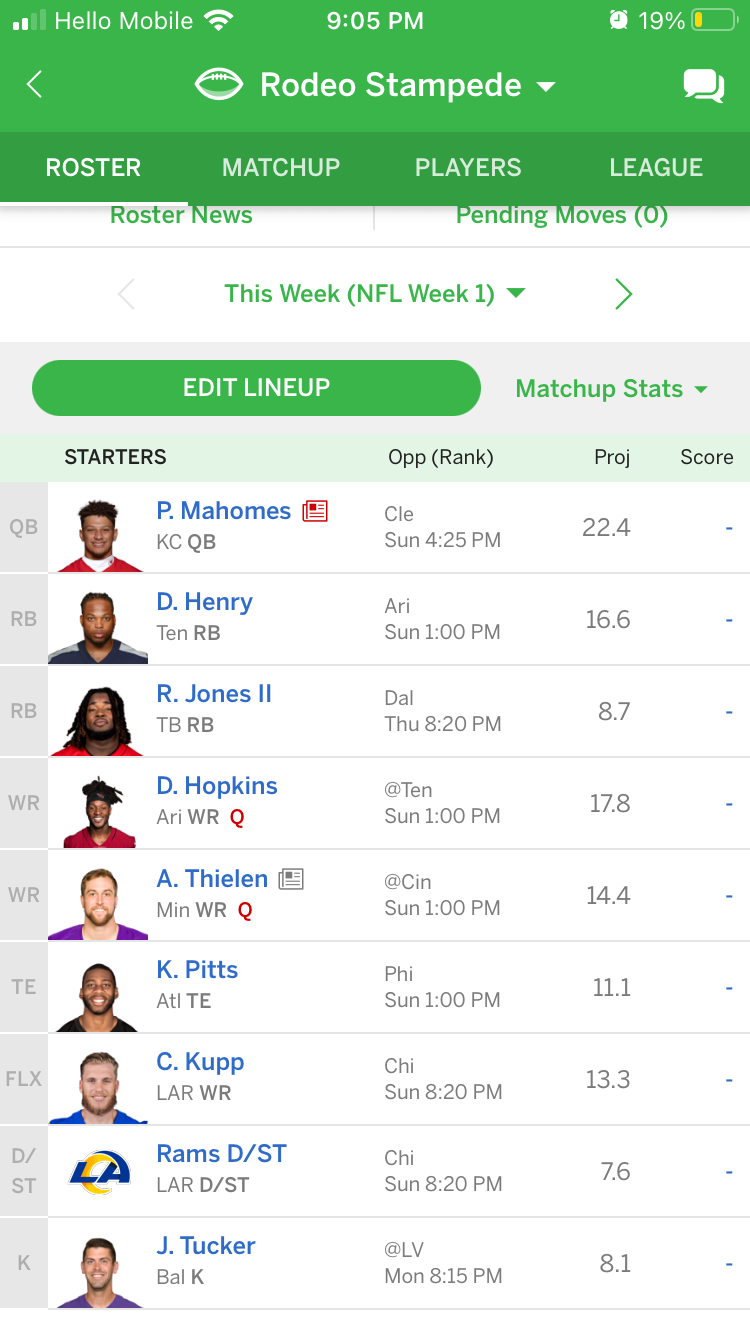 Hello Mobile 9:05 PM 19%
Rodeo Stampede
ROSTER MATCHUP PLAYERS LEAGUE
Roster News Pending Moves (0)
This Week (NFL Week 1)
EDIT LINEUP Matchup Stats
STARTERS Opp (Rank) Proj Score
QB P. Mahomes Cle 22.4 -
KC QB Sun 4:25 PM
RB D. Henry Ari 16.6 -
Ten RB Sun 1:00 PM
RB R. Jones II Dal 8.7 -
TB RB Thu 8:20 PM
WR D. Hopkins @Ten 17.8 -
Ari WR Q Sun 1:00 PM
WR A. Thielen @Cin 14.4 -
Min WR Q Sun 1:00 PM
TE K. Pitts Phi 11.1 -
Atl TE Sun 1:00 PM
FLX C. Kupp Chi 13.3 -
LAR WR Sun 8:20 PM
D/ Rams D/ST Chi 7.6 -
ST LAR D/ST Sun 8:20 PM
K J. Tucker @LV 8.1 -
Bal K Mon 8:15 PM